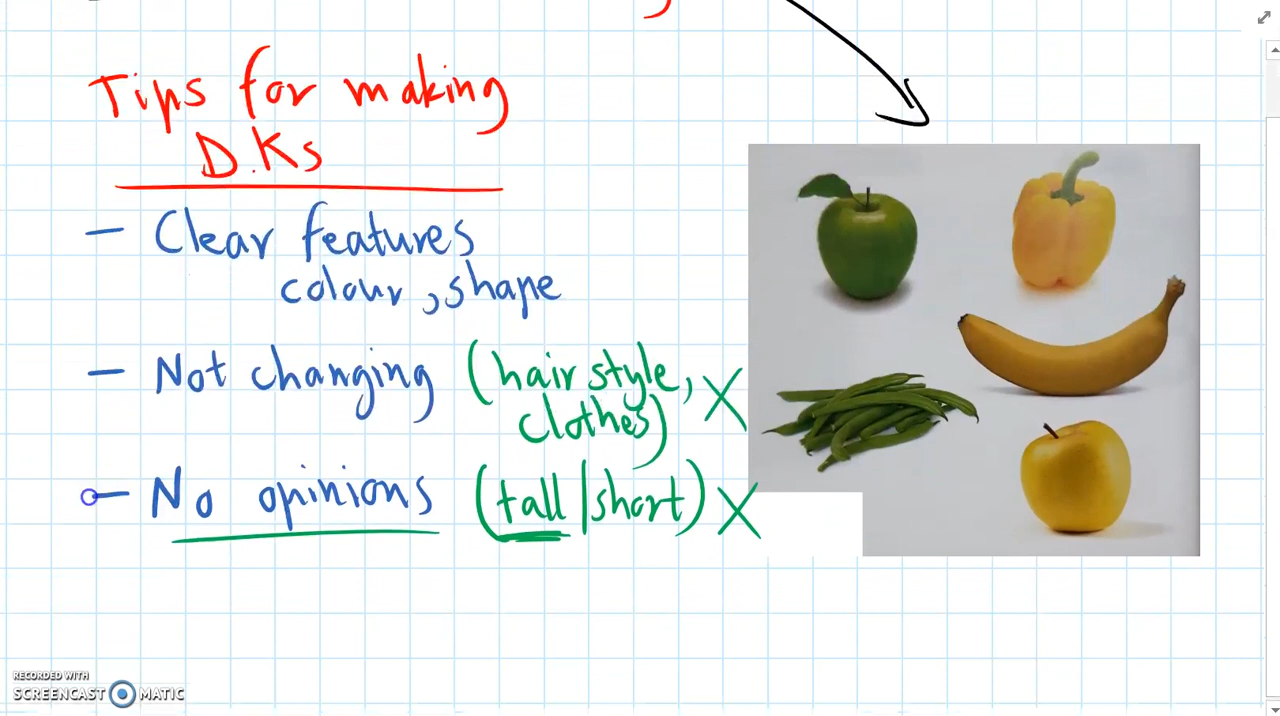 Tips for making
D.Ks
– Clear features
colour, shape
– Not changing (hair style, X
clothes)
– No opinions (tall/short) X
RECORDED WITH
SCREENCAST MATIC